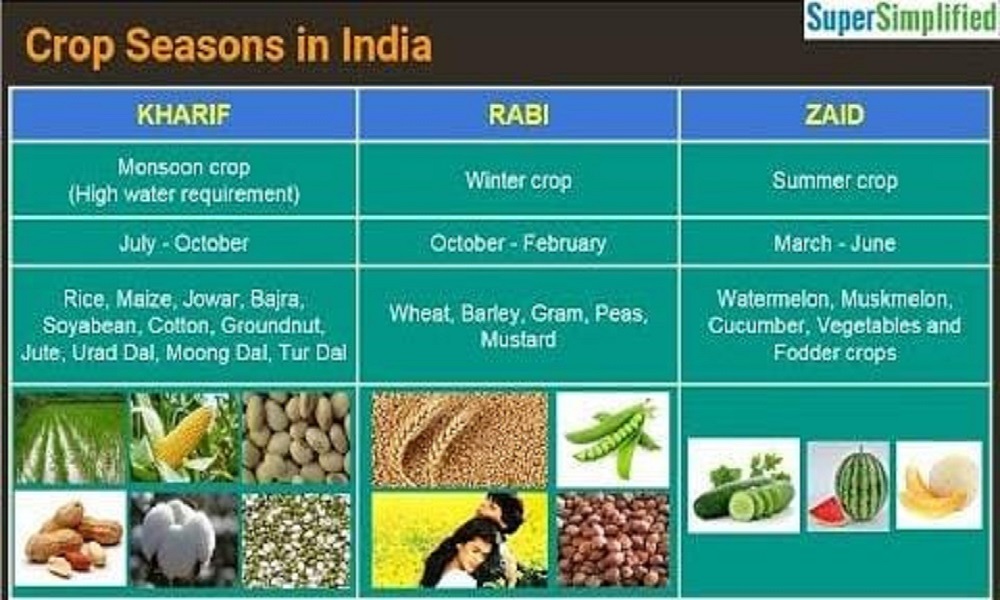 SuperSimplified
Crop Seasons in India
KHARIF
RABI
ZAID
Monsoon crop
(High water requirement)
Winter crop
Summer crop
July - October
October - February
March - June
Rice, Maize, Jowar, Bajra,
Soyabean, Cotton, Groundnut,
Jute, Urad Dal, Moong Dal, Tur Dal
Wheat, Barley, Gram, Peas,
Mustard
Watermelon, Muskmelon,
Cucumber, Vegetables and
Fodder crops